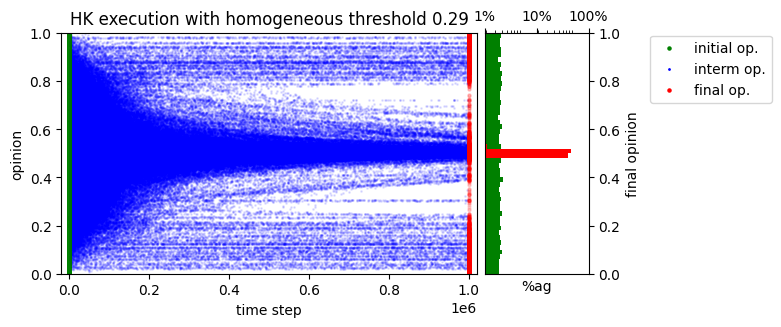 HK execution with homogeneous threshold 0.29
1% 10% 100%
initial op.
interm op.
final op.
opinion
1.0
0.8
0.6
0.4
0.2
0.0
0.0 0.2 0.4 0.6 0.8 1.0
1e6
time step
%ag
1.0
0.8
0.6
0.4
0.2
0.0
final opinion